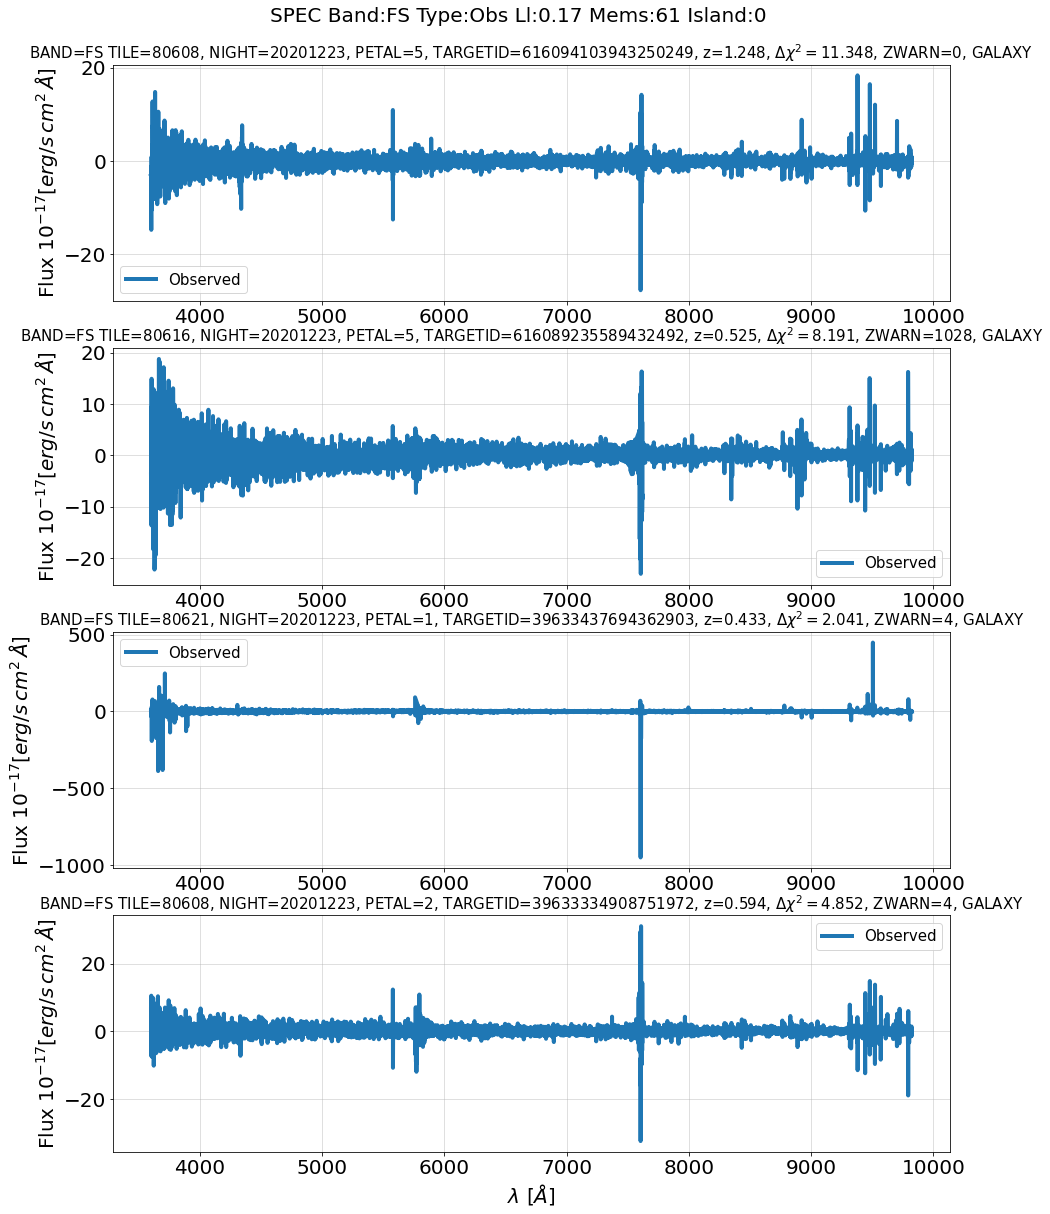 SPEC Band:FS Type:Obs Ll:0.17 Mems:61 Island:0
BAND=FS TILE=80608, NIGHT=20201223, PETAL=5, TARGETID=616094103943250249, z=1.248, Δχ² = 11.348, ZWARN=0, GALAXY
20
0
−20
Flux 10⁻¹⁷[erg/s cm² Å]
Observed
4000 5000 6000 7000 8000 9000 10000
BAND=FS TILE=80616, NIGHT=20201223, PETAL=5, TARGETID=616089235589432492, z=0.525, Δχ² = 8.191, ZWARN=1028, GALAXY
20
10
0
−10
−20
Flux 10⁻¹⁷[erg/s cm² Å]
Observed
4000 5000 6000 7000 8000 9000 10000
BAND=FS TILE=80621, NIGHT=20201223, PETAL=1, TARGETID=39633437694362903, z=0.433, Δχ² = 2.041, ZWARN=4, GALAXY
500
0
−500
−1000
Flux 10⁻¹⁷[erg/s cm² Å]
Observed
4000 5000 6000 7000 8000 9000 10000
BAND=FS TILE=80608, NIGHT=20201223, PETAL=2, TARGETID=39633334908751972, z=0.594, Δχ² = 4.852, ZWARN=4, GALAXY
20
0
−20
Flux 10⁻¹⁷[erg/s cm² Å]
Observed
4000 5000 6000 7000 8000 9000 10000
λ [Å]